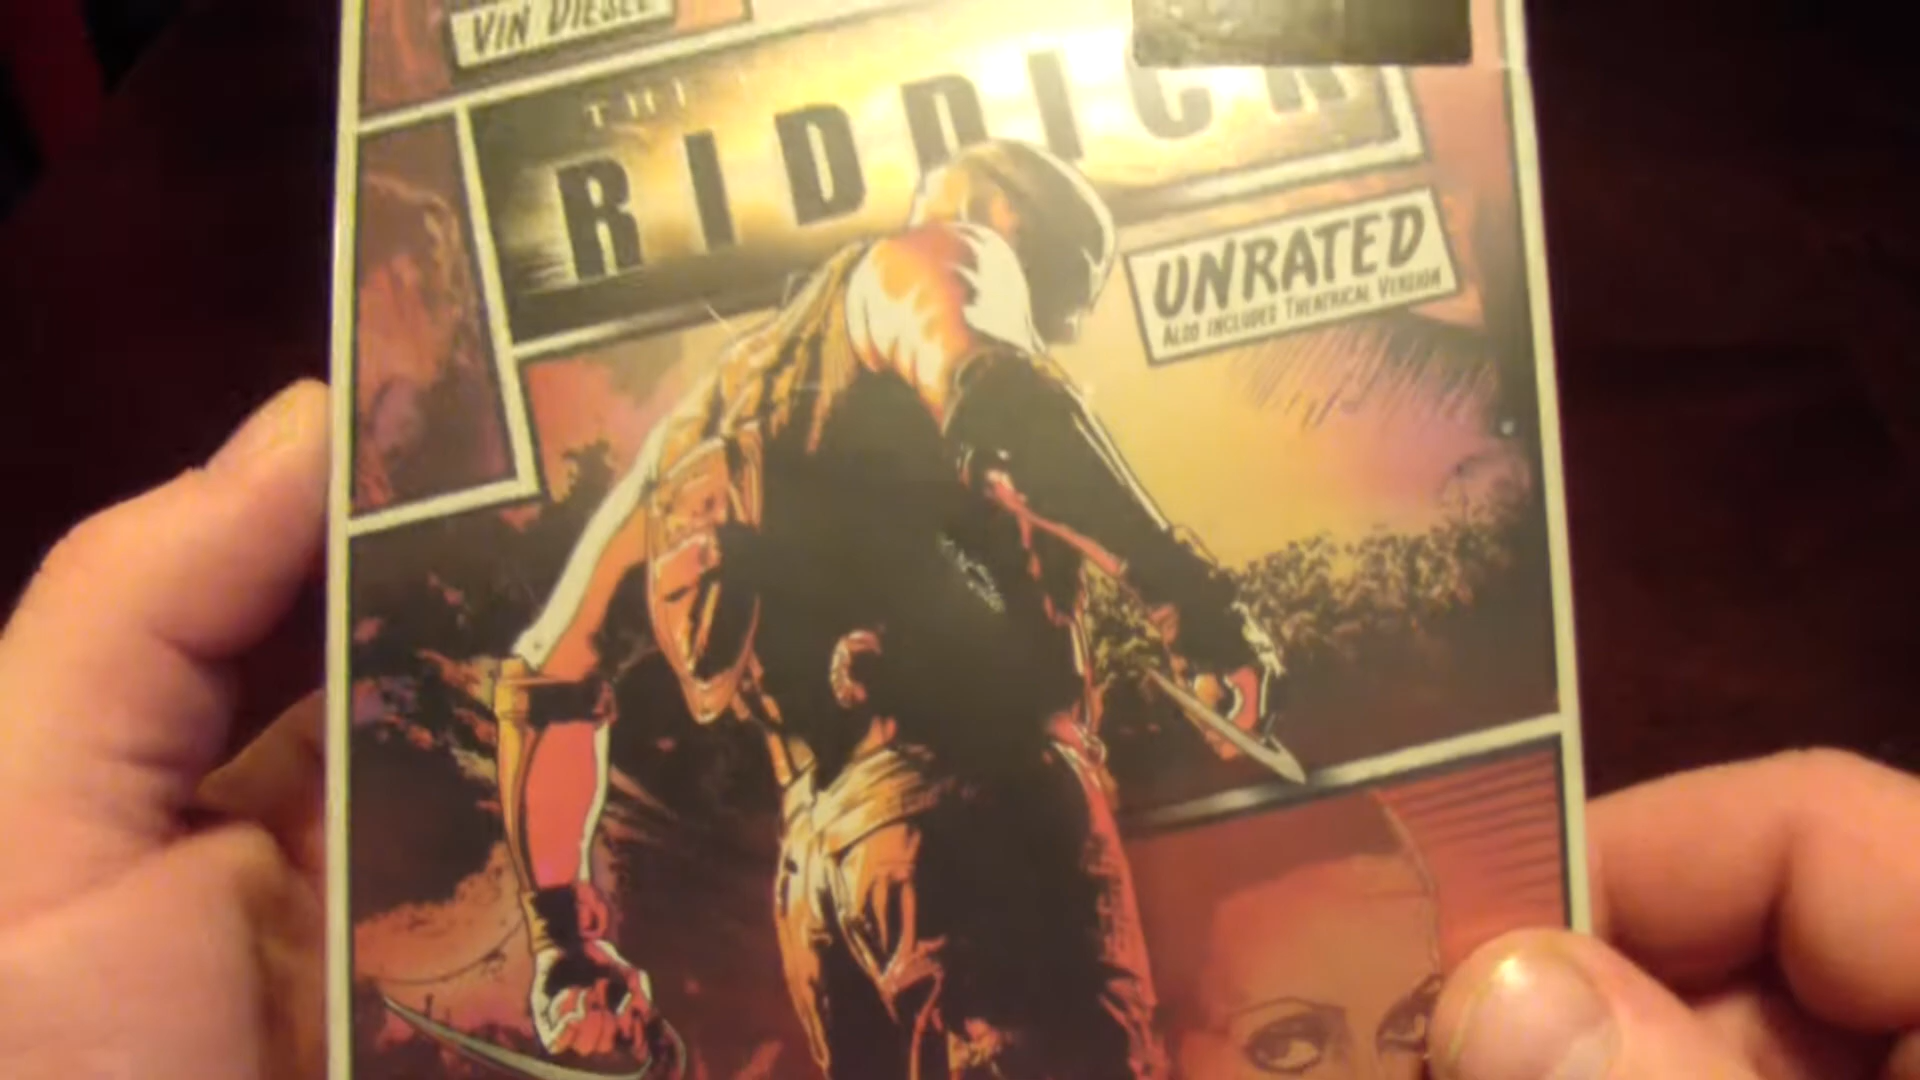 VIN DIESEL
THE
RIDDICK
UNRATED
ALSO INCLUDES THEATRICAL VERSION